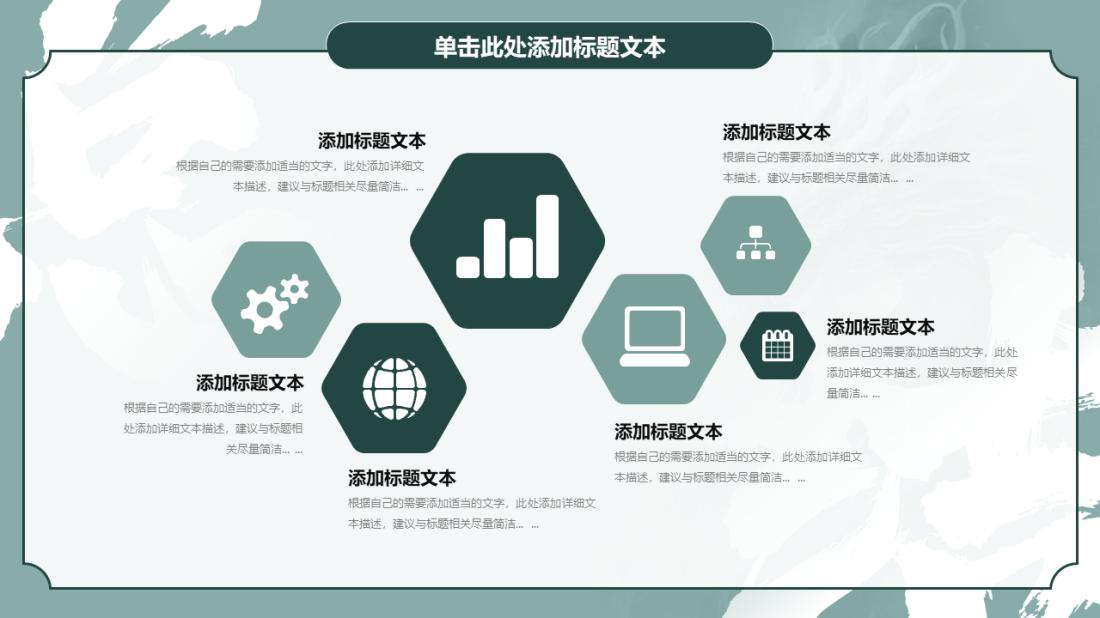 单击此处添加标题文本
添加标题文本
根据自己的需要添加适当的文字，此处添加详细文
本描述，建议与标题相关尽量简洁... ...
添加标题文本
根据自己的需要添加适当的文字，此处添加详细文
本描述，建议与标题相关尽量简洁... ...
添加标题文本
根据自己的需要添加适当的文字，此处
添加详细文本描述，建议与标题相关尽
量简洁... ...
添加标题文本
根据自己的需要添加适当的文字，此
处添加详细文本描述，建议与标题相
关尽量简洁... ...
添加标题文本
根据自己的需要添加适当的文字，此处添加详细文
本描述，建议与标题相关尽量简洁... ...
添加标题文本
根据自己的需要添加适当的文字，此处添加详细文
本描述，建议与标题相关尽量简洁... ...